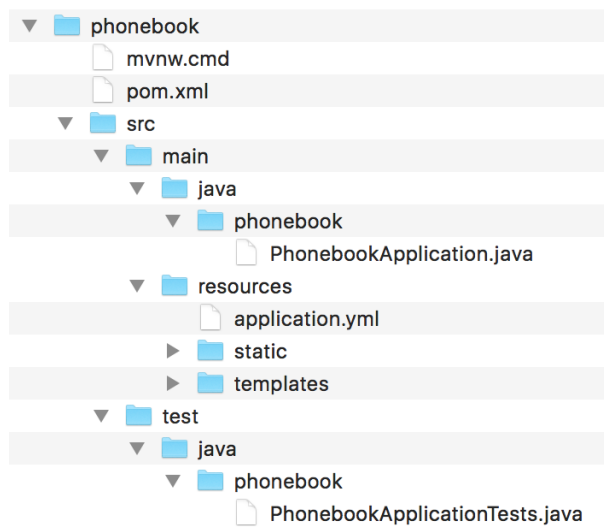 phonebook
mvnw.cmd
pom.xml
src
main
java
phonebook
PhonebookApplication.java
resources
application.yml
static
templates
test
java
phonebook
PhonebookApplicationTests.java